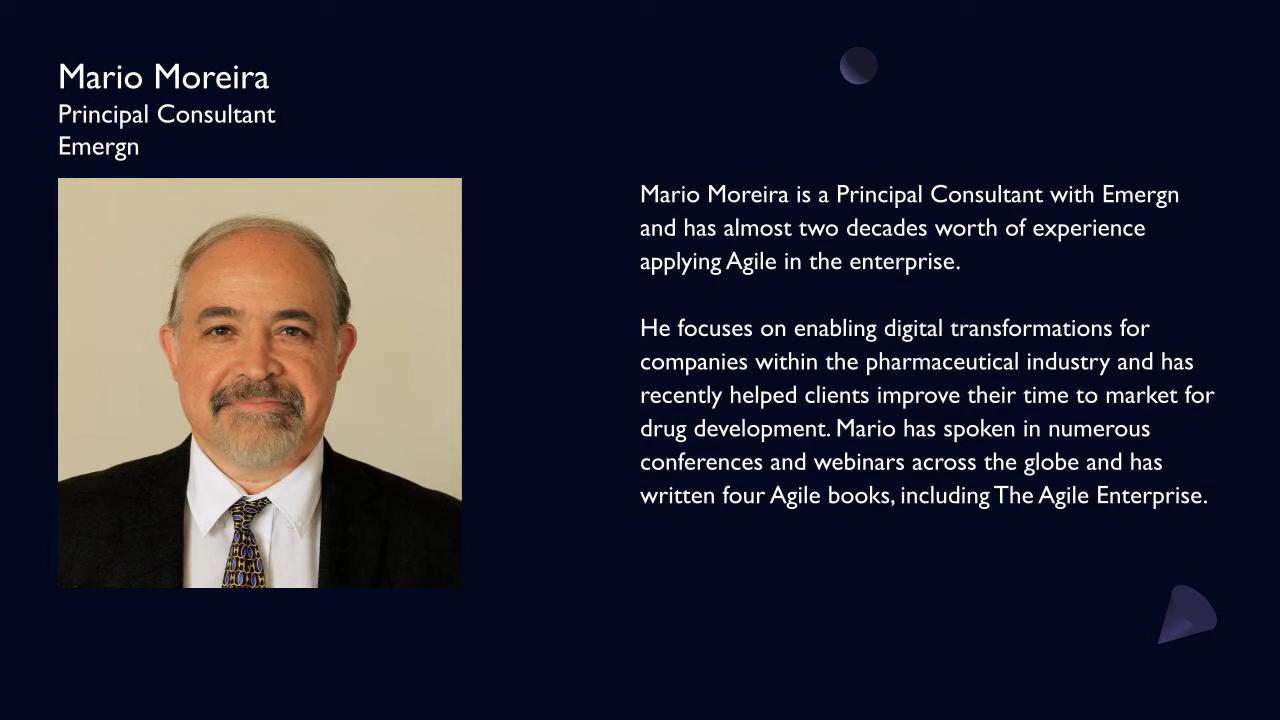 Mario Moreira
Principal Consultant
Emergn
Mario Moreira is a Principal Consultant with Emergn
and has almost two decades worth of experience
applying Agile in the enterprise.
He focuses on enabling digital transformations for
companies within the pharmaceutical industry and has
recently helped clients improve their time to market for
drug development. Mario has spoken in numerous
conferences and webinars across the globe and has
written four Agile books, including The Agile Enterprise.